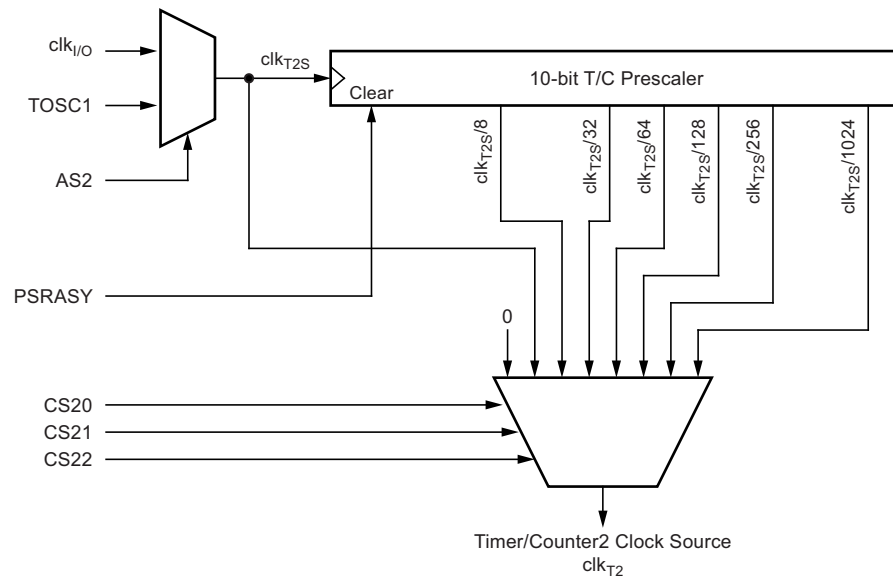 clkI/O
clkT2S
10-bit T/C Prescaler
Clear
TOSC1
clkT2S/8
clkT2S/32
clkT2S/64
clkT2S/128
clkT2S/256
clkT2S/1024
AS2
PSRASY
0
CS20
CS21
CS22
Timer/Counter2 Clock Source
clkT2